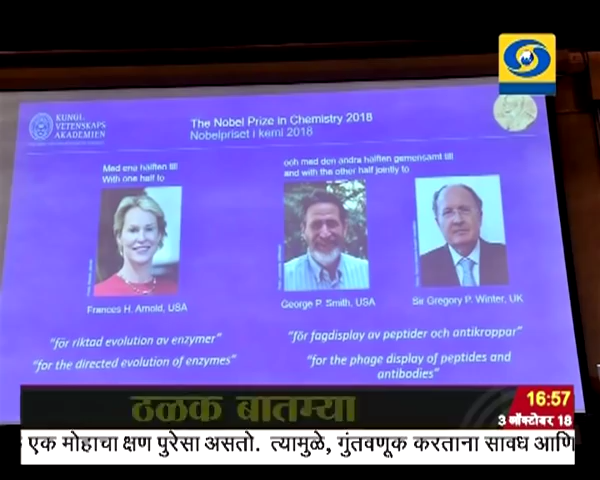 KUNGL.
VETENSKAPS
AKADEMIEN
The Nobel Prize in Chemistry 2018
Nobelpriset i kemi 2018
Med ena hälften till
With one half to
och med den andra hälften gemensamt till
and with the other half jointly to
Frances H. Arnold, USA
George P. Smith, USA
Sir Gregory P. Winter, UK
"för riktad evolution av enzymer"
"for the directed evolution of enzymes"
"för fagdisplay av peptider och antikroppar"
"for the phage display of peptides and
antibodies"
ठळक बातम्या
16:57
3 ऑक्टोबर 18
एक मोहाचा क्षण पुरेसा असतो. त्यामुळे, गुंतवणूक करताना सावध आणि